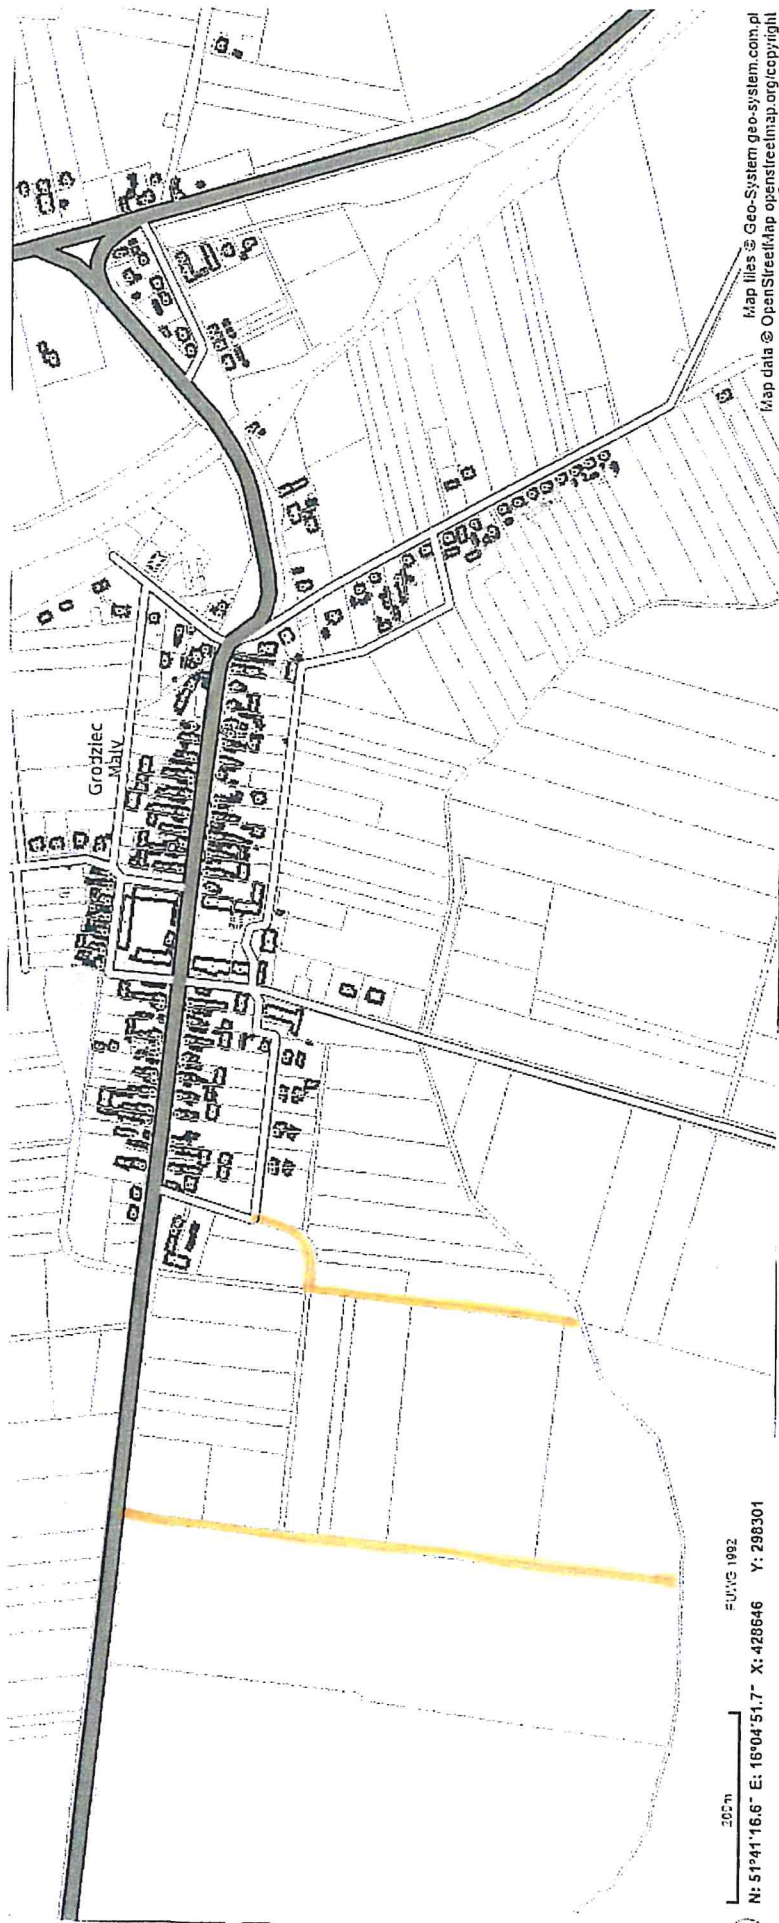 Grodziec
Mały
Map tiles © Geo-System geo-system.com.pl
Map data © OpenStreetMap openstreetmap.org/copyright
200m
PUWG 1992
N: 51°41'16.6" E: 16°04'51.7" X: 428646 Y: 298301